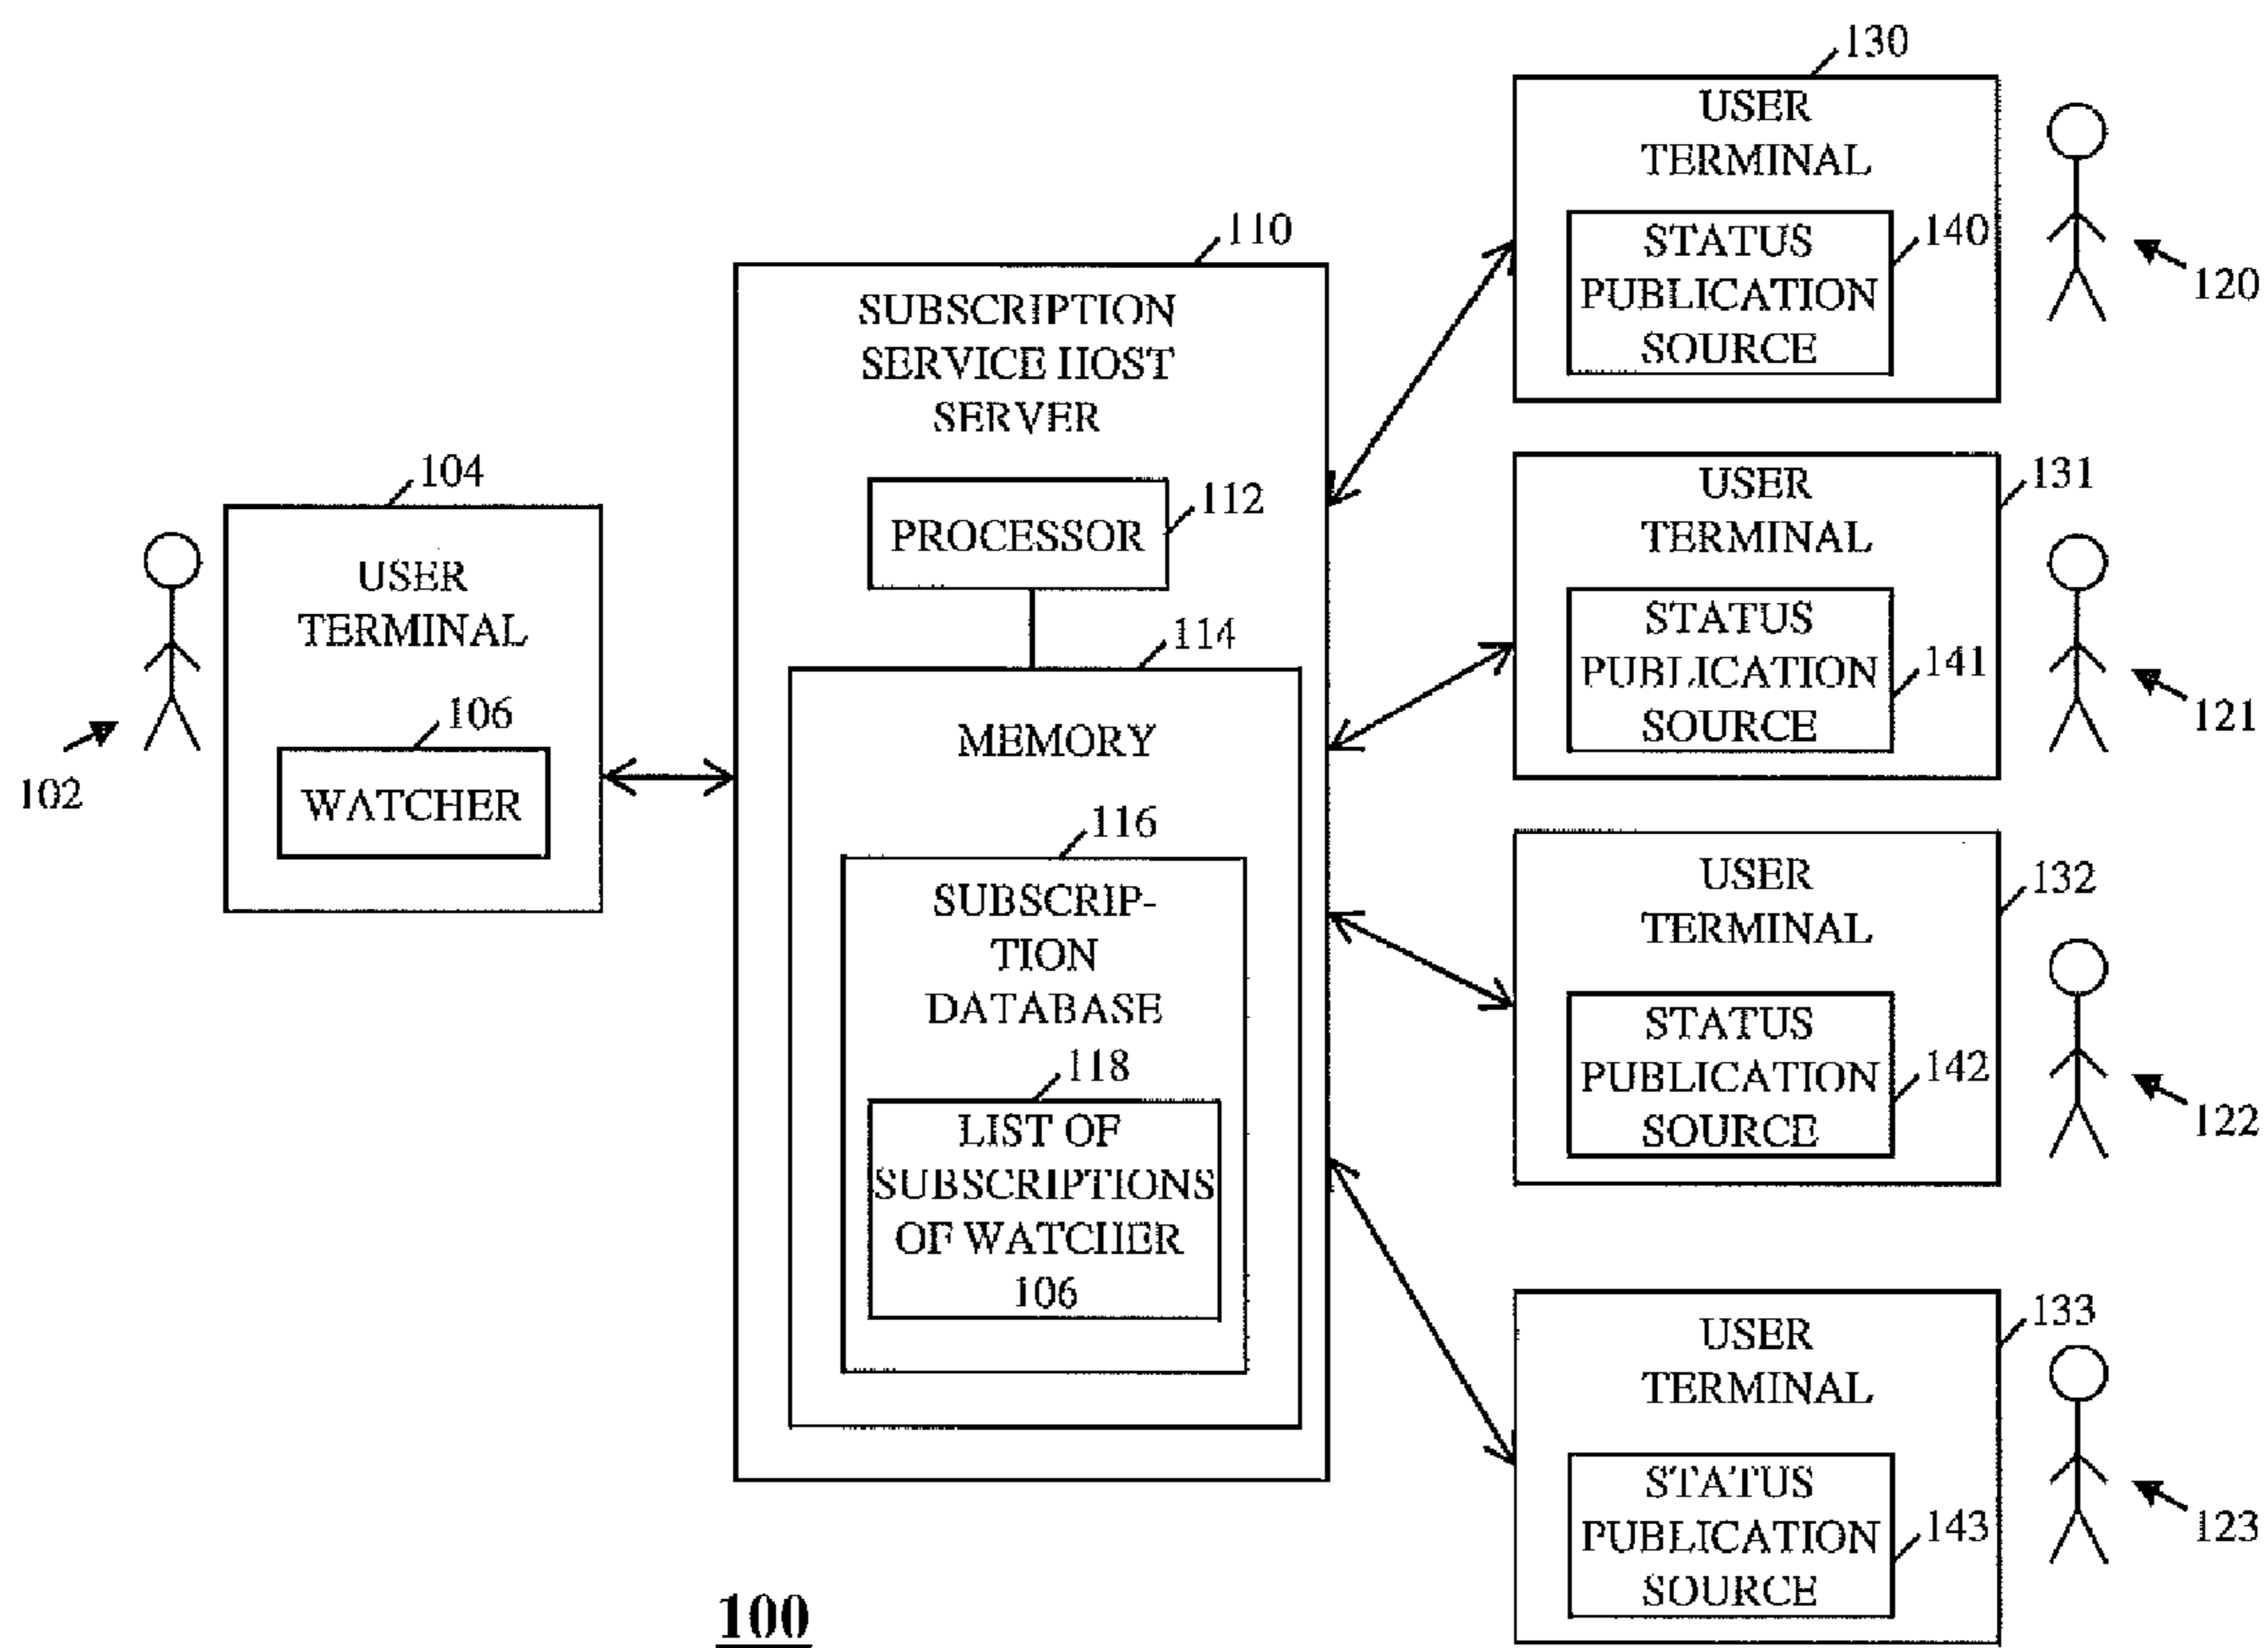 102
104
USER
TERMINAL
106
WATCHER
110
SUBSCRIPTION
SERVICE HOST
SERVER
112
PROCESSOR
114
MEMORY
116
SUBSCRIP-
TION
DATABASE
118
LIST OF
SUBSCRIPTIONS
OF WATCHER
106
130
USER
TERMINAL
STATUS
PUBLICATION
SOURCE
140
120
131
USER
TERMINAL
STATUS
PUBLICATION
SOURCE
141
121
132
USER
TERMINAL
STATUS
PUBLICATION
SOURCE
142
122
133
USER
TERMINAL
STATUS
PUBLICATION
SOURCE
143
123
100